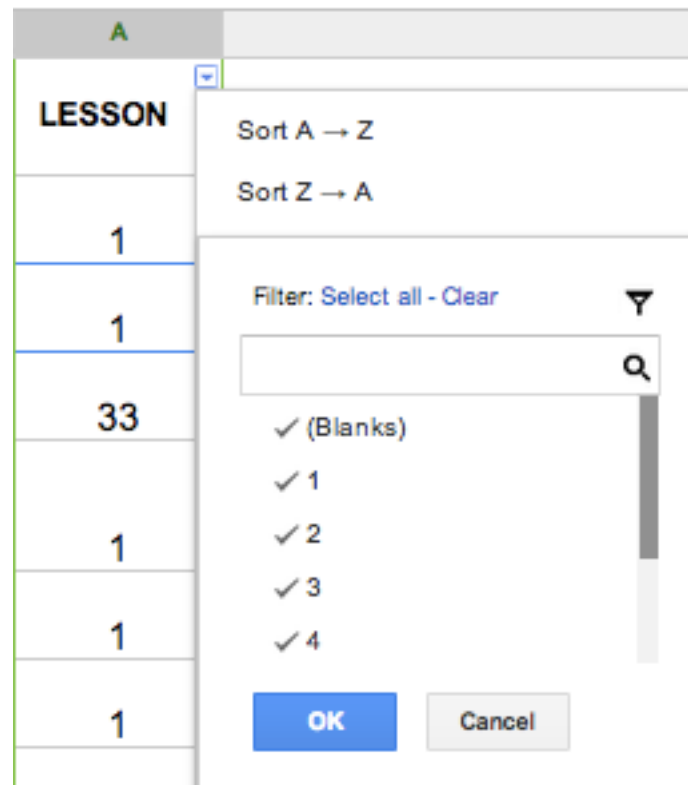 A
LESSON
1
1
33
1
1
1
Sort A → Z
Sort Z → A
Filter: Select all - Clear
(Blanks)
1
2
3
4
OK
Cancel